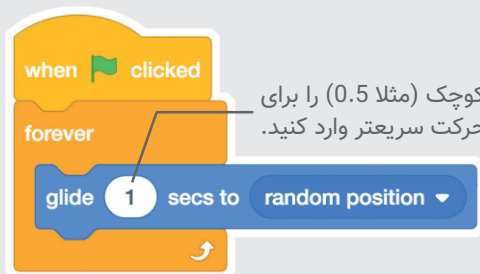 when clicked
کوچک (مثلا 0.5) را برای
حرکت سریعتر وارد کنید.
forever
glide 1 secs to random position